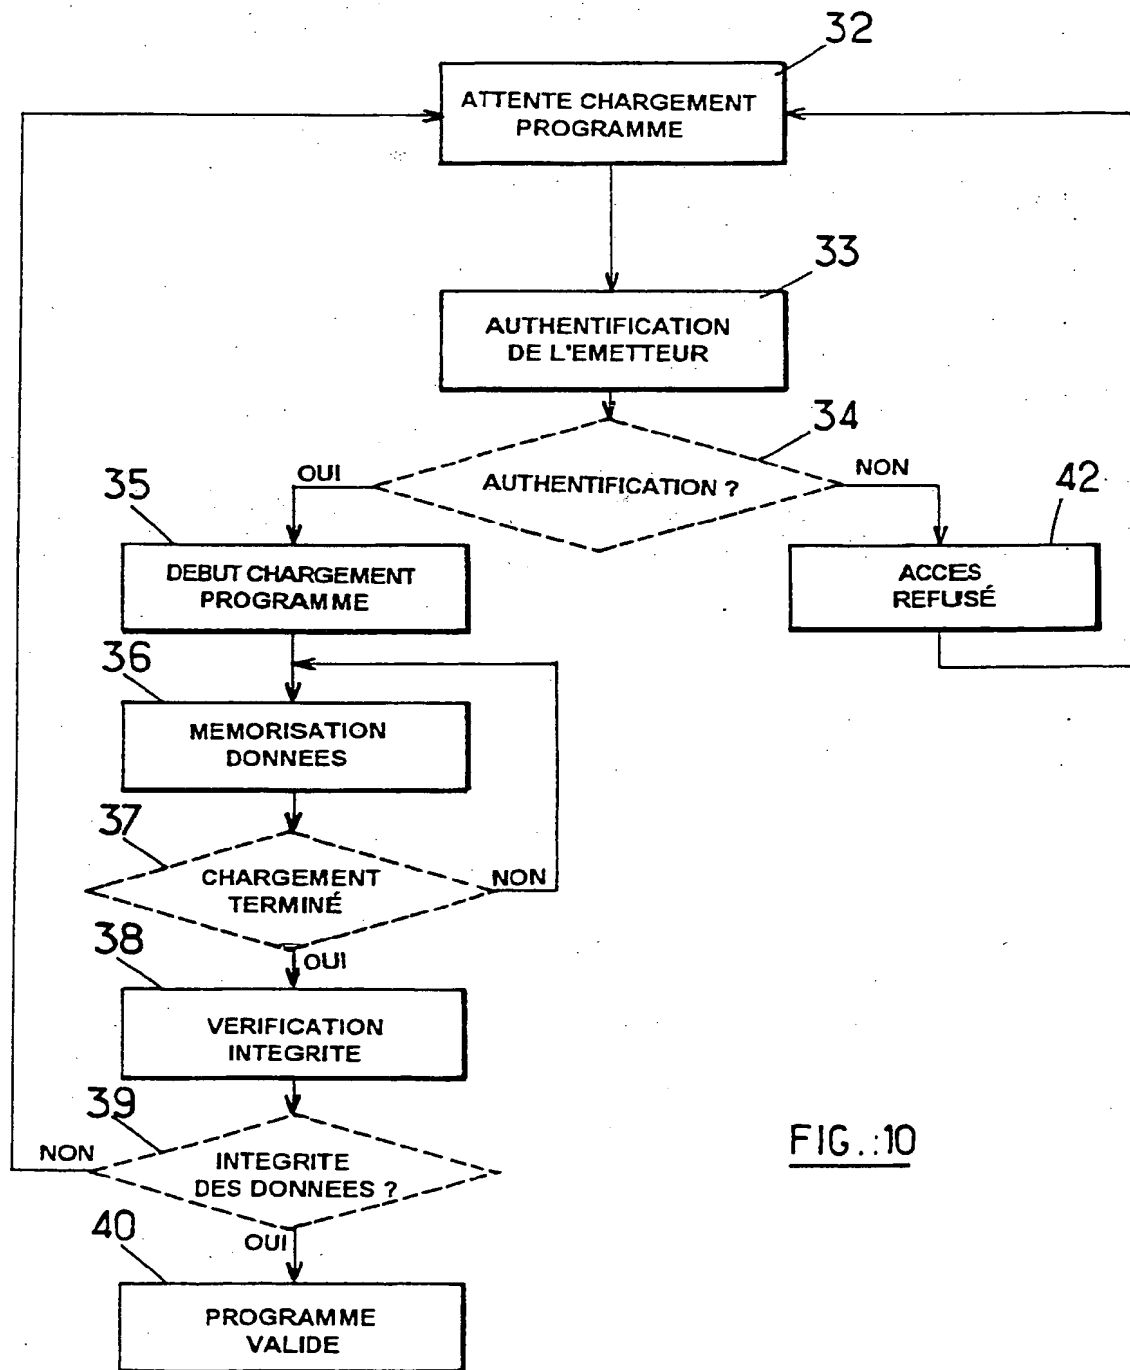 32
ATTENTE CHARGEMENT
PROGRAMME
33
AUTHENTIFICATION
DE L'EMETTEUR
34
AUTHENTIFICATION ?
OUI
NON
35
DEBUT CHARGEMENT
PROGRAMME
42
ACCES
REFUSÉ
36
MEMORISATION
DONNEES
37
CHARGEMENT
TERMINÉ
NON
38
OUI
VERIFICATION
INTEGRITE
39
NON
INTEGRITE
DES DONNEES ?
FIG.:10
40
OUI
PROGRAMME
VALIDE